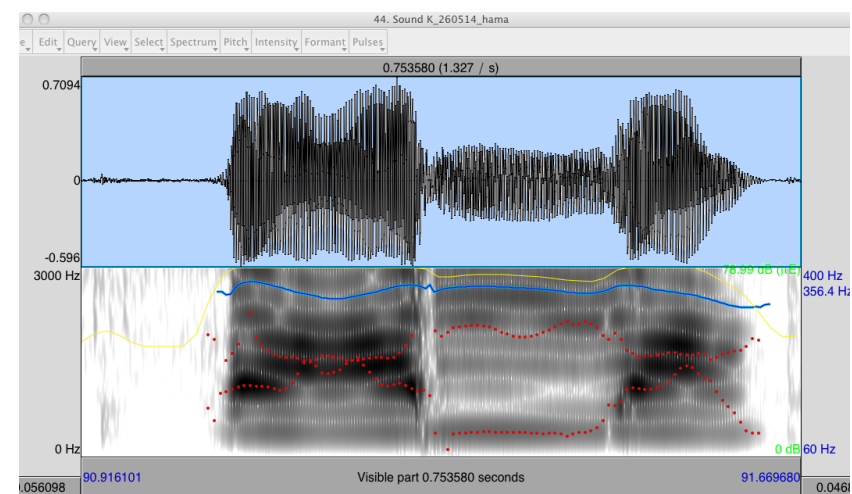 44. Sound K_260514_hama
e Edit Query View Select Spectrum Pitch Intensity Formant Pulses
0.753580 (1.327 / s)
0.7094
0
-0.596
3000 Hz 78.99 dB (µE) 400 Hz
356.4 Hz
0 Hz 0 dB 60 Hz
90.916101 Visible part 0.753580 seconds 91.669680
.056098 0.0468